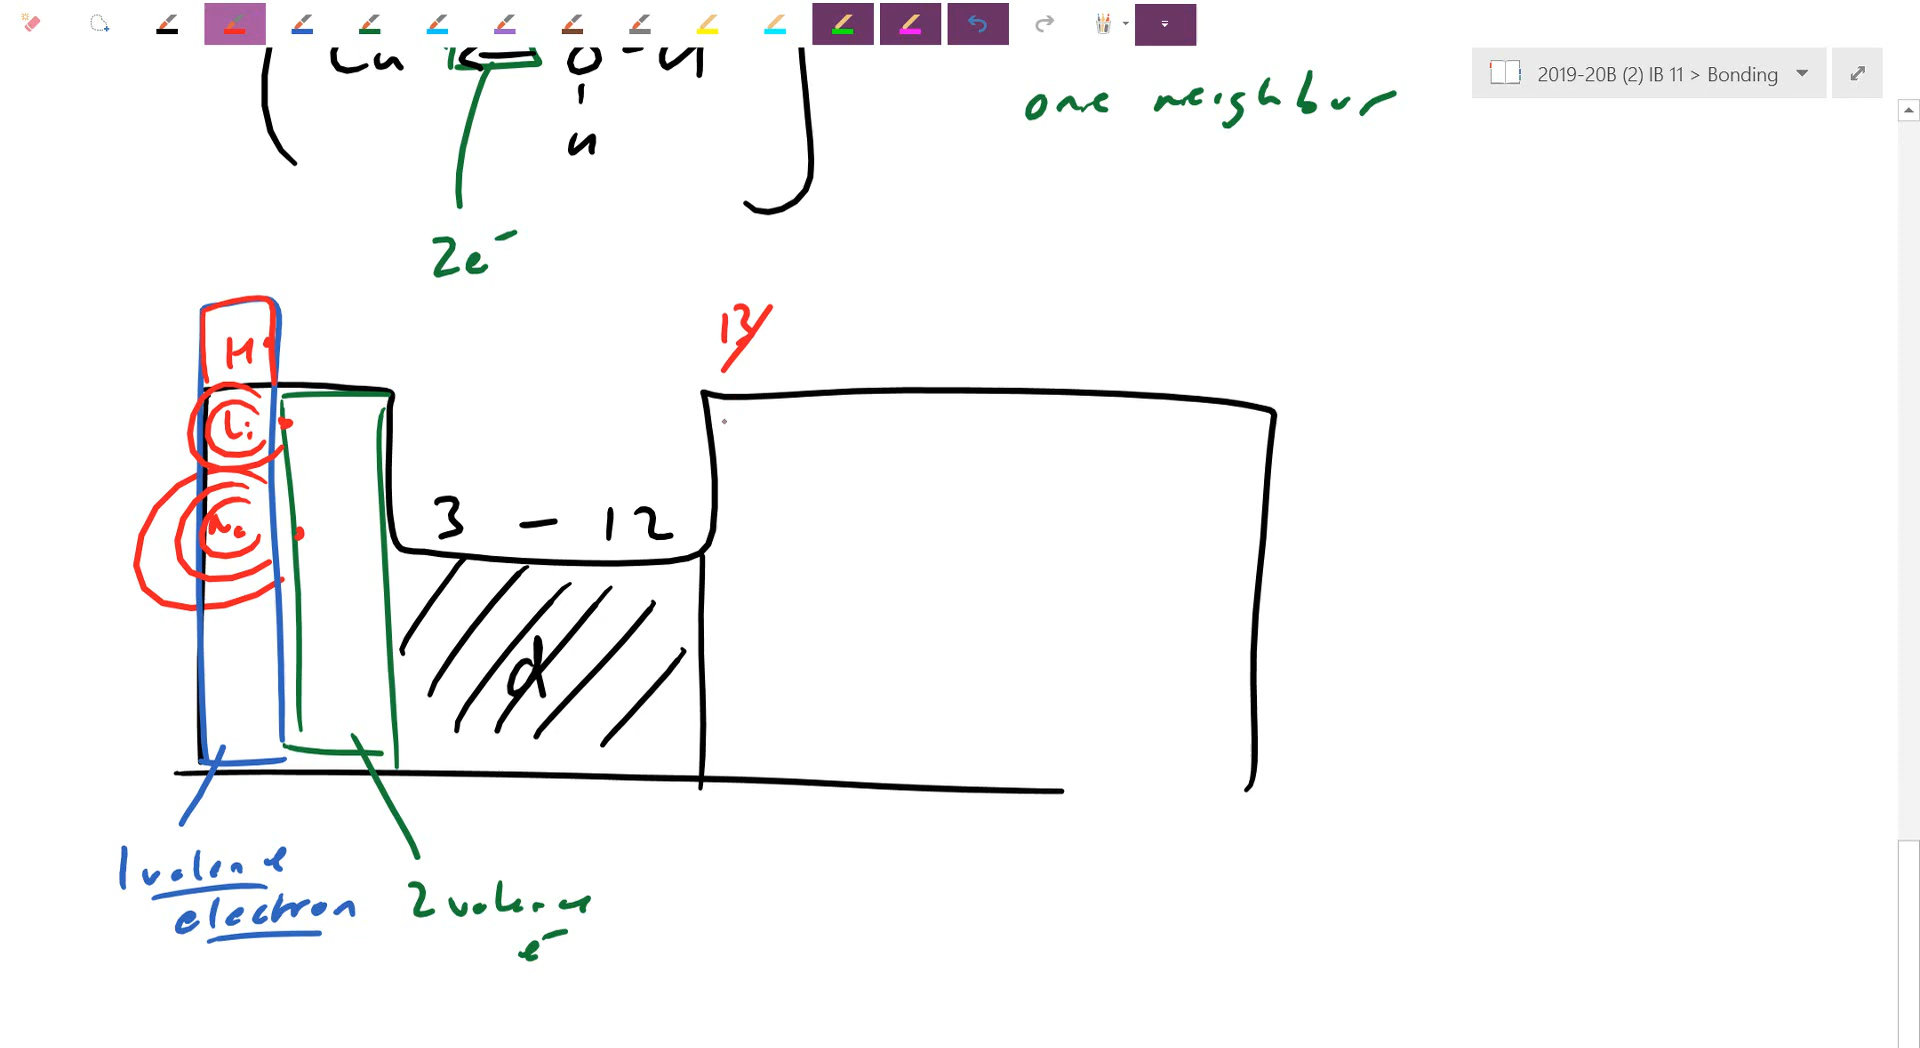 2019-20B (2) IB 11 > Bonding
Cu O - H
H
one neighbor
2e⁻
13
H
Li
Na
3 - 12
d
1 valence
electron
2 valence
e⁻